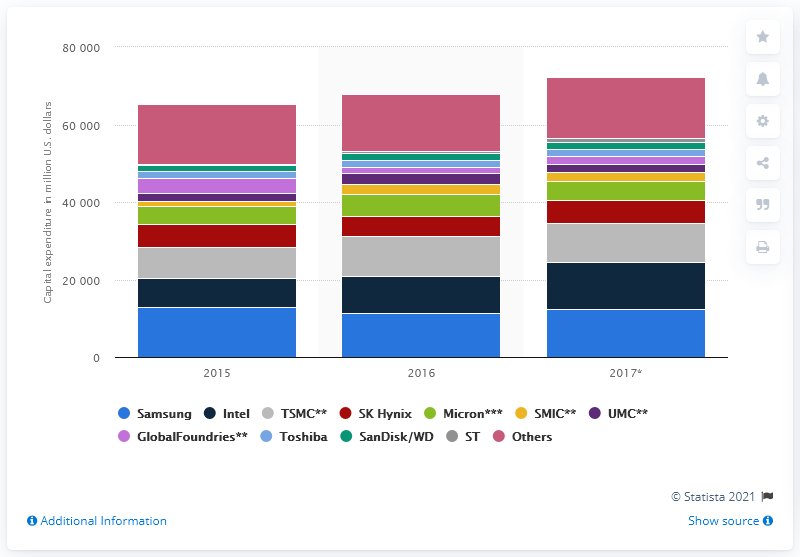 80 000
60 000
40 000
20 000
0
Capital expenditure in million U.S. dollars
2015 2016 2017*
Samsung Intel TSMC** SK Hynix Micron*** SMIC** UMC**
GlobalFoundries** Toshiba SanDisk/WD ST Others
© Statista 2021
Additional Information Show source